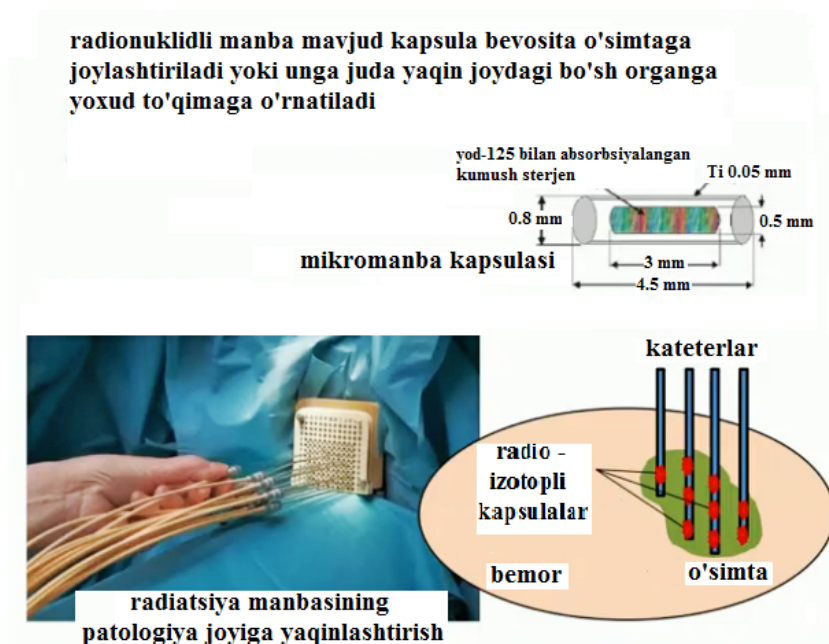 radionuklidli manba mavjud kapsula bevosita o'simtaga
joylashtiriladi yoki unga juda yaqin joydagi bo'sh organga
yoxud to'qimaga o'rnatiladi
yod-125 bilan absorbsiyalangan
kumush sterjen
Ti 0.05 mm
0.8 mm
0.5 mm
mikromanba kapsulasi
3 mm
4.5 mm
kateterlar
radio -
izotopli
kapsulalar
bemor
o'simta
radiatsiya manbasining
patologiya joyiga yaqinlashtirish